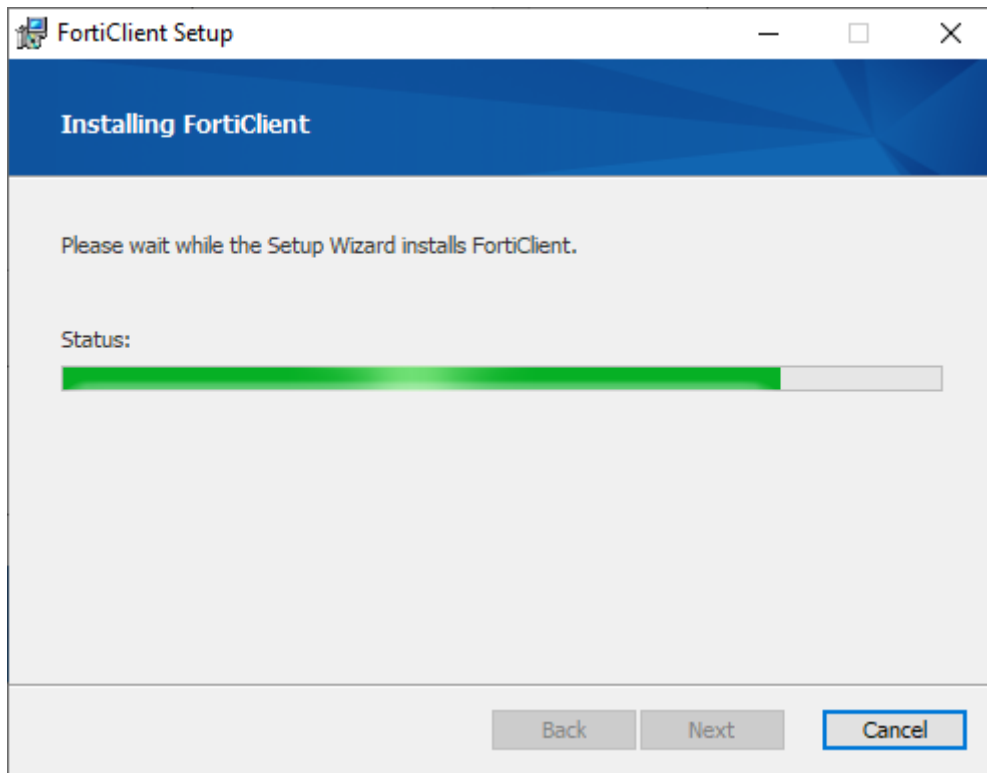 FortiClient Setup
Installing FortiClient
Please wait while the Setup Wizard installs FortiClient.
Status:
Back Next Cancel